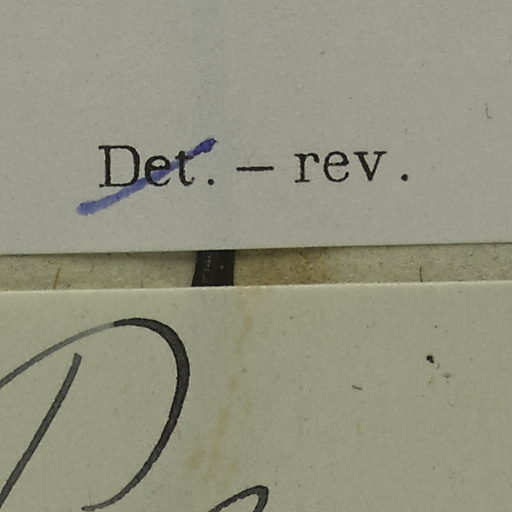 Det. – rev.